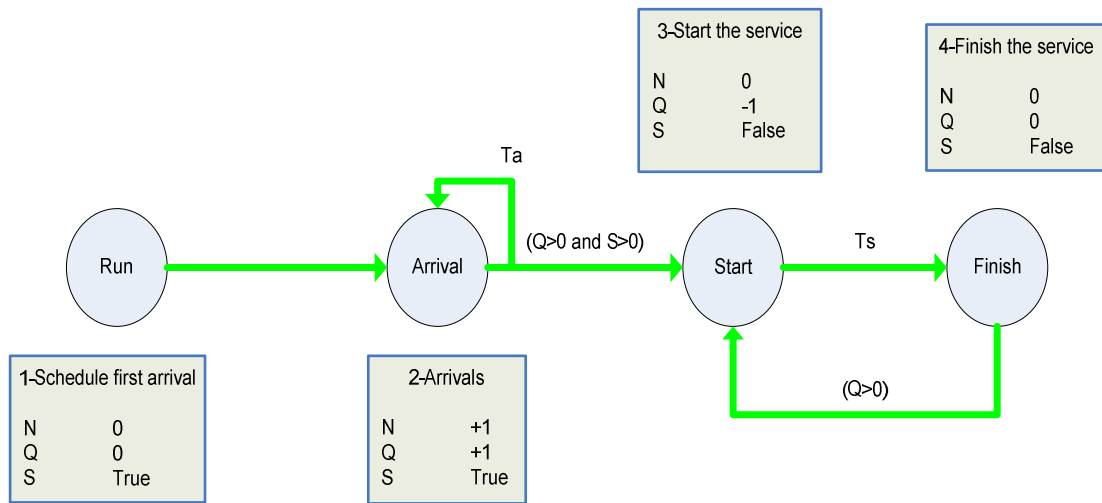 3-Start the service
N 0
Q -1
S False
4-Finish the service
N 0
Q 0
S False
Ta
(Q>0 and S>0)
Ts
Run
Arrival
Start
Finish
(Q>0)
1-Schedule first arrival
N 0
Q 0
S True
2-Arrivals
N +1
Q +1
S True